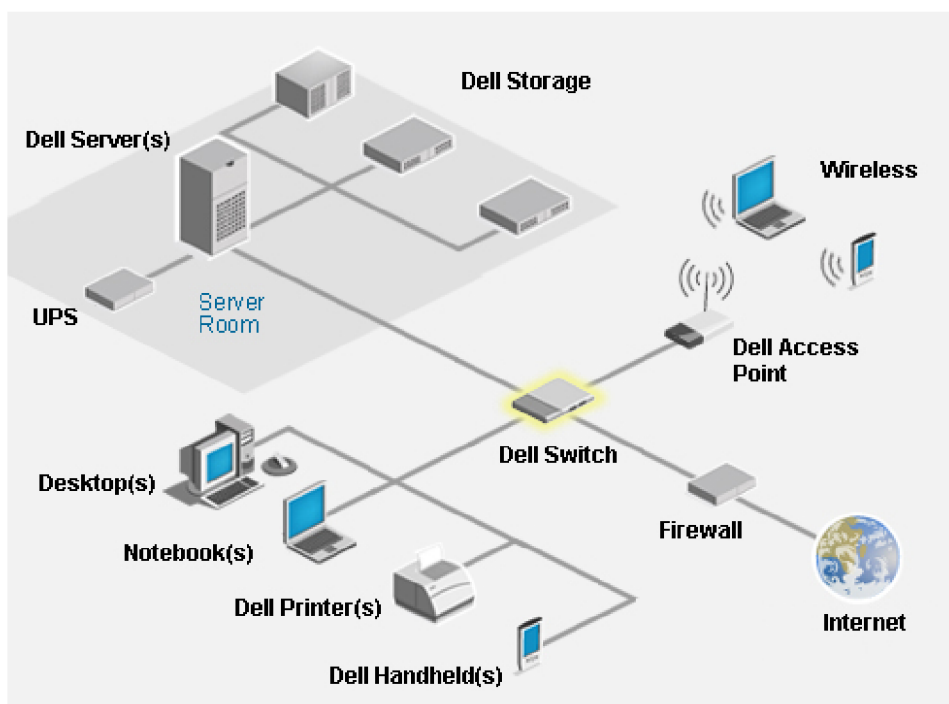 Dell Storage
Dell Server(s)
Wireless
UPS
Server
Room
Dell Access
Point
Dell Switch
Desktop(s)
Firewall
Notebook(s)
Dell Printer(s)
Internet
Dell Handheld(s)